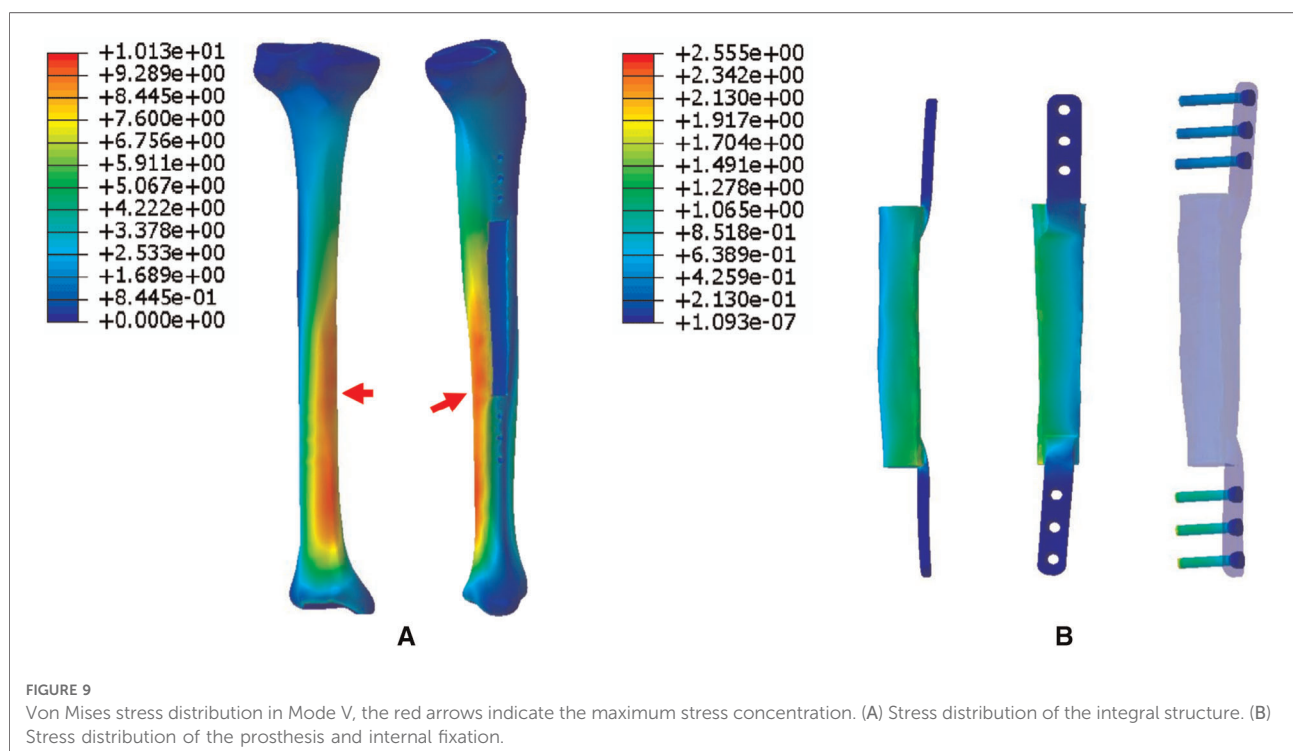 +1.013e+01
+9.289e+00
+8.445e+00
+7.600e+00
+6.756e+00
+5.911e+00
+5.067e+00
+4.222e+00
+3.378e+00
+2.533e+00
+1.689e+00
+8.445e-01
+0.000e+00
+2.555e+00
+2.342e+00
+2.130e+00
+1.917e+00
+1.704e+00
+1.491e+00
+1.278e+00
+1.065e+00
+8.518e-01
+6.389e-01
+4.259e-01
+2.130e-01
+1.093e-07
A
B
FIGURE 9
Von Mises stress distribution in Mode V, the red arrows indicate the maximum stress concentration. (A) Stress distribution of the integral structure. (B)
Stress distribution of the prosthesis and internal fixation.